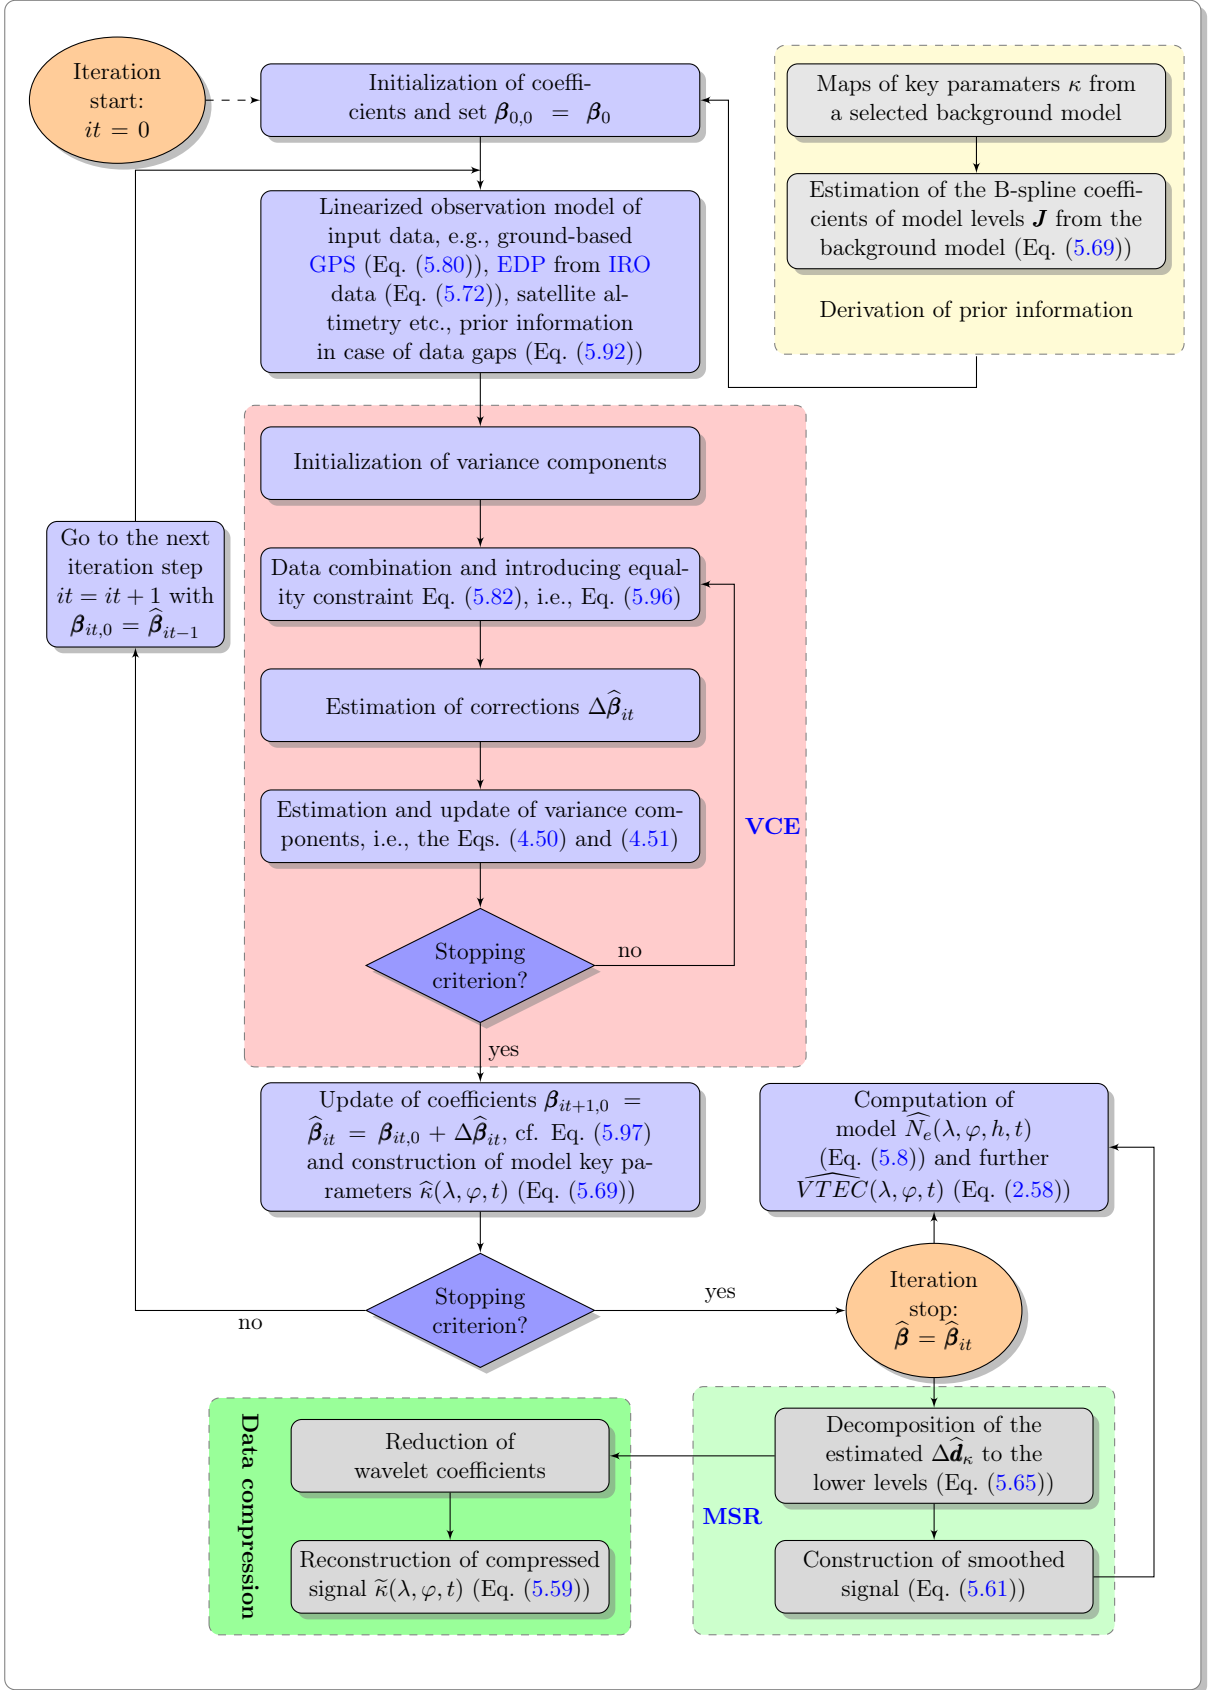 Iteration
start:
it = 0
Initialization of coeffi-
cients and set β₀,₀ = β₀
Maps of key paramaters κ from
a selected background model
Estimation of the B-spline coeffi-
cients of model levels J from the
background model (Eq. (5.69))
Derivation of prior information
Linearized observation model of
input data, e.g., ground-based
GPS (Eq. (5.80)), EDP from IRO
data (Eq. (5.72)), satellite al-
timetry etc., prior information
in case of data gaps (Eq. (5.92))
Initialization of variance components
Go to the next
iteration step
it = it + 1 with
β_{it,0} = β̂_{it−1}
Data combination and introducing equal-
ity constraint Eq. (5.82), i.e., Eq. (5.96)
Estimation of corrections Δβ̂_{it}
Estimation and update of variance com-
ponents, i.e., the Eqs. (4.50) and (4.51)
VCE
Stopping
criterion?
no
yes
Update of coefficients β_{it+1,0} =
β̂_{it} = β_{it,0} + Δβ̂_{it}, cf. Eq. (5.97)
and construction of model key pa-
rameters κ̂(λ, φ, t) (Eq. (5.69))
Computation of
model N̂_e(λ, φ, h, t)
(Eq. (5.8)) and further
\widehat{VTEC}(λ, φ, t) (Eq. (2.58))
Stopping
criterion?
no
yes
Iteration
stop:
β̂ = β̂_{it}
Data compression
Reduction of
wavelet coefficients
Reconstruction of compressed
signal κ̃(λ, φ, t) (Eq. (5.59))
MSR
Decomposition of the
estimated Δd̂_κ to the
lower levels (Eq. (5.65))
Construction of smoothed
signal (Eq. (5.61))